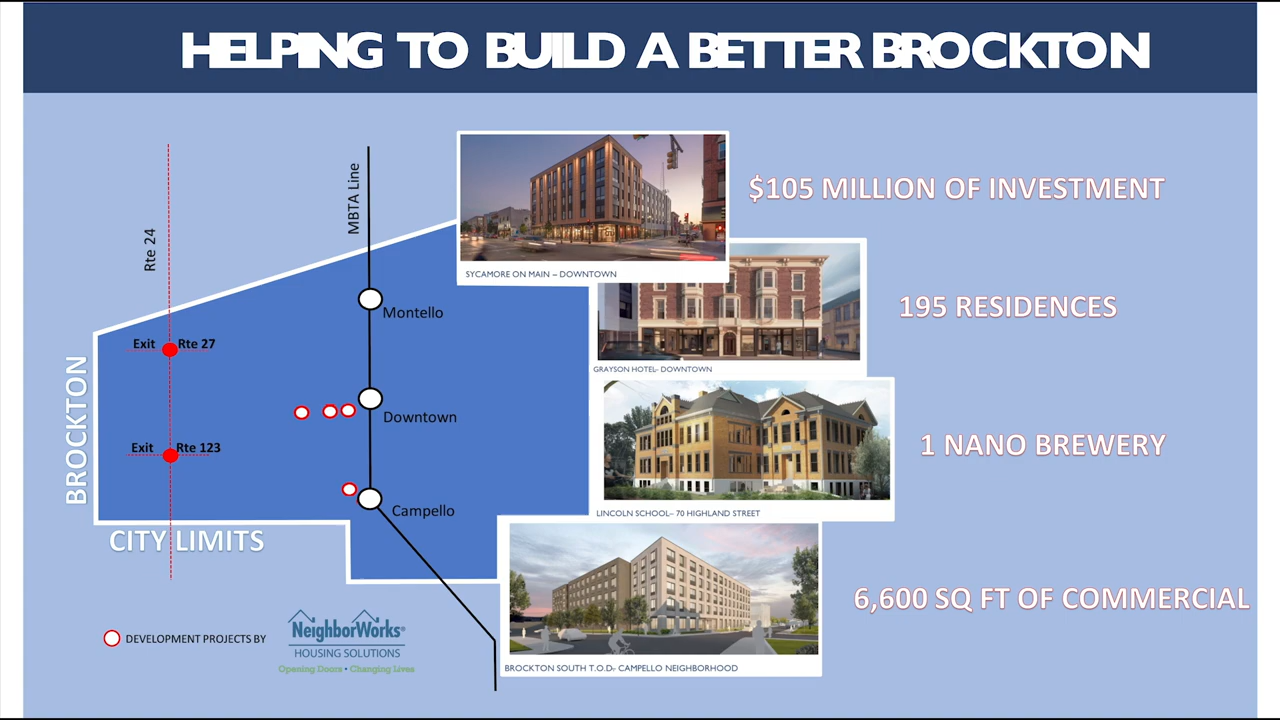 HELPING TO BUILD A BETTER BROCKTON
MBTA Line
Rte 24
Montello
Exit Rte 27
Downtown
Exit Rte 123
Campello
BROCKTON
CITY LIMITS
DEVELOPMENT PROJECTS BY
NeighborWorks®
HOUSING SOLUTIONS
Opening Doors • Changing Lives
SYCAMORE ON MAIN – DOWNTOWN
GRAYSON HOTEL- DOWNTOWN
LINCOLN SCHOOL– 70 HIGHLAND STREET
BROCKTON SOUTH T.O.D.- CAMPELLO NEIGHBORHOOD
$105 MILLION OF INVESTMENT
195 RESIDENCES
1 NANO BREWERY
6,600 SQ FT OF COMMERCIAL